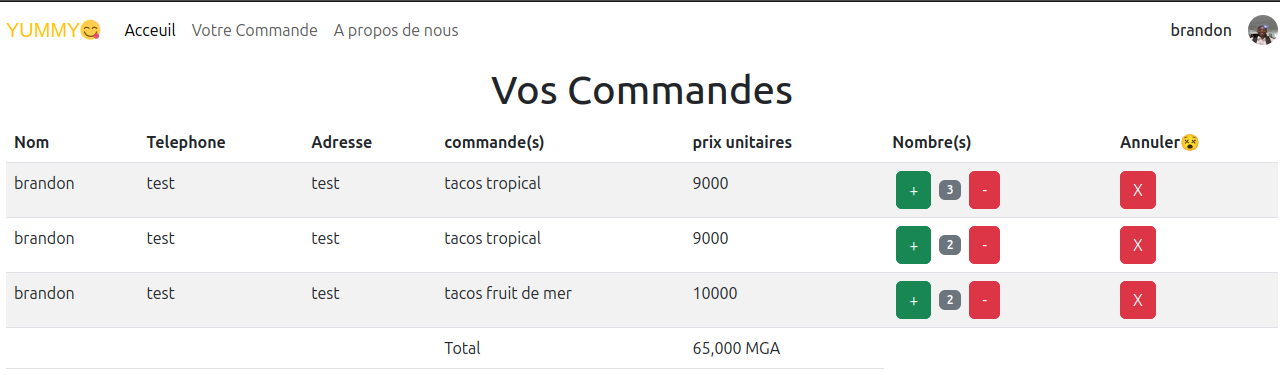 YUMMY😋 Acceuil Votre Commande A propos de nous brandon
Vos Commandes
Nom Telephone Adresse commande(s) prix unitaires Nombre(s) Annuler😵
brandon test test tacos tropical 9000 + 3 - X
brandon test test tacos tropical 9000 + 2 - X
brandon test test tacos fruit de mer 10000 + 2 - X
Total 65,000 MGA